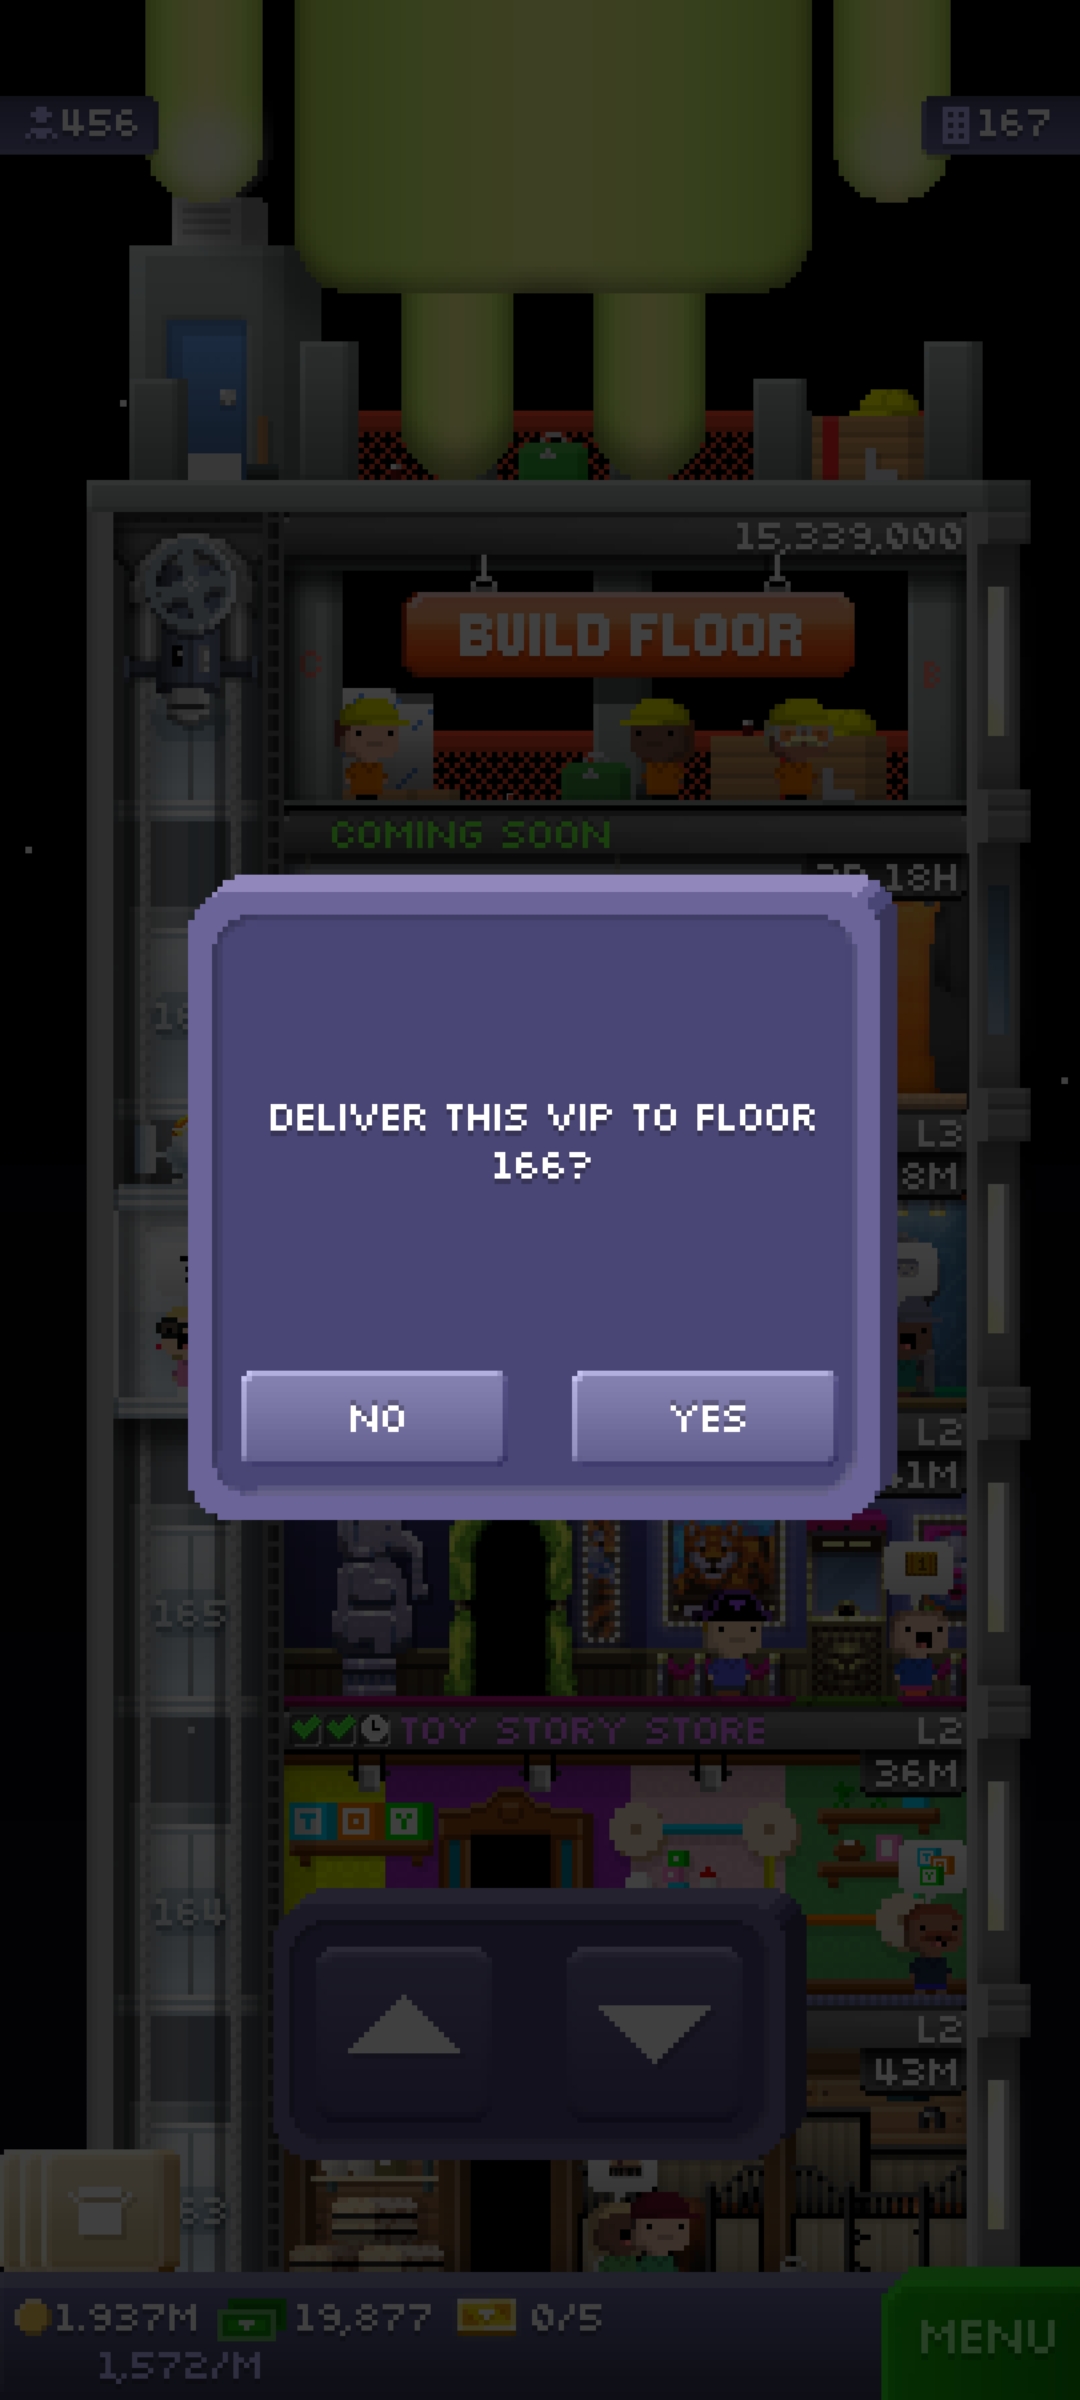 456
167
15,339,000
BUILD FLOOR
COMING SOON
18H
L3
8M
DELIVER THIS VIP TO FLOOR
166?
NO
YES
L2
1M
165
TOY STORY STORE
L2
36M
TOY
164
L2
43M
63
1.937M
19,877
0/5
1,572/M
MENU